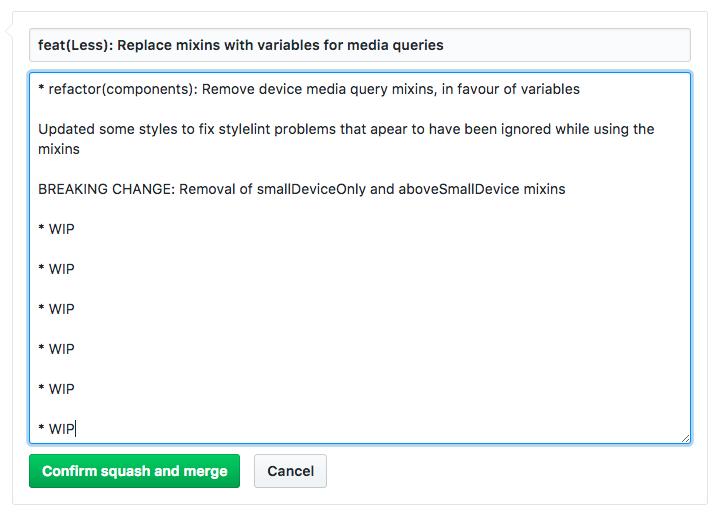 feat(Less): Replace mixins with variables for media queries
* refactor(components): Remove device media query mixins, in favour of variables
Updated some styles to fix stylelint problems that apear to have been ignored while using the
mixins
BREAKING CHANGE: Removal of smallDeviceOnly and aboveSmallDevice mixins
* WIP
* WIP
* WIP
* WIP
* WIP
* WIP
Confirm squash and merge
Cancel